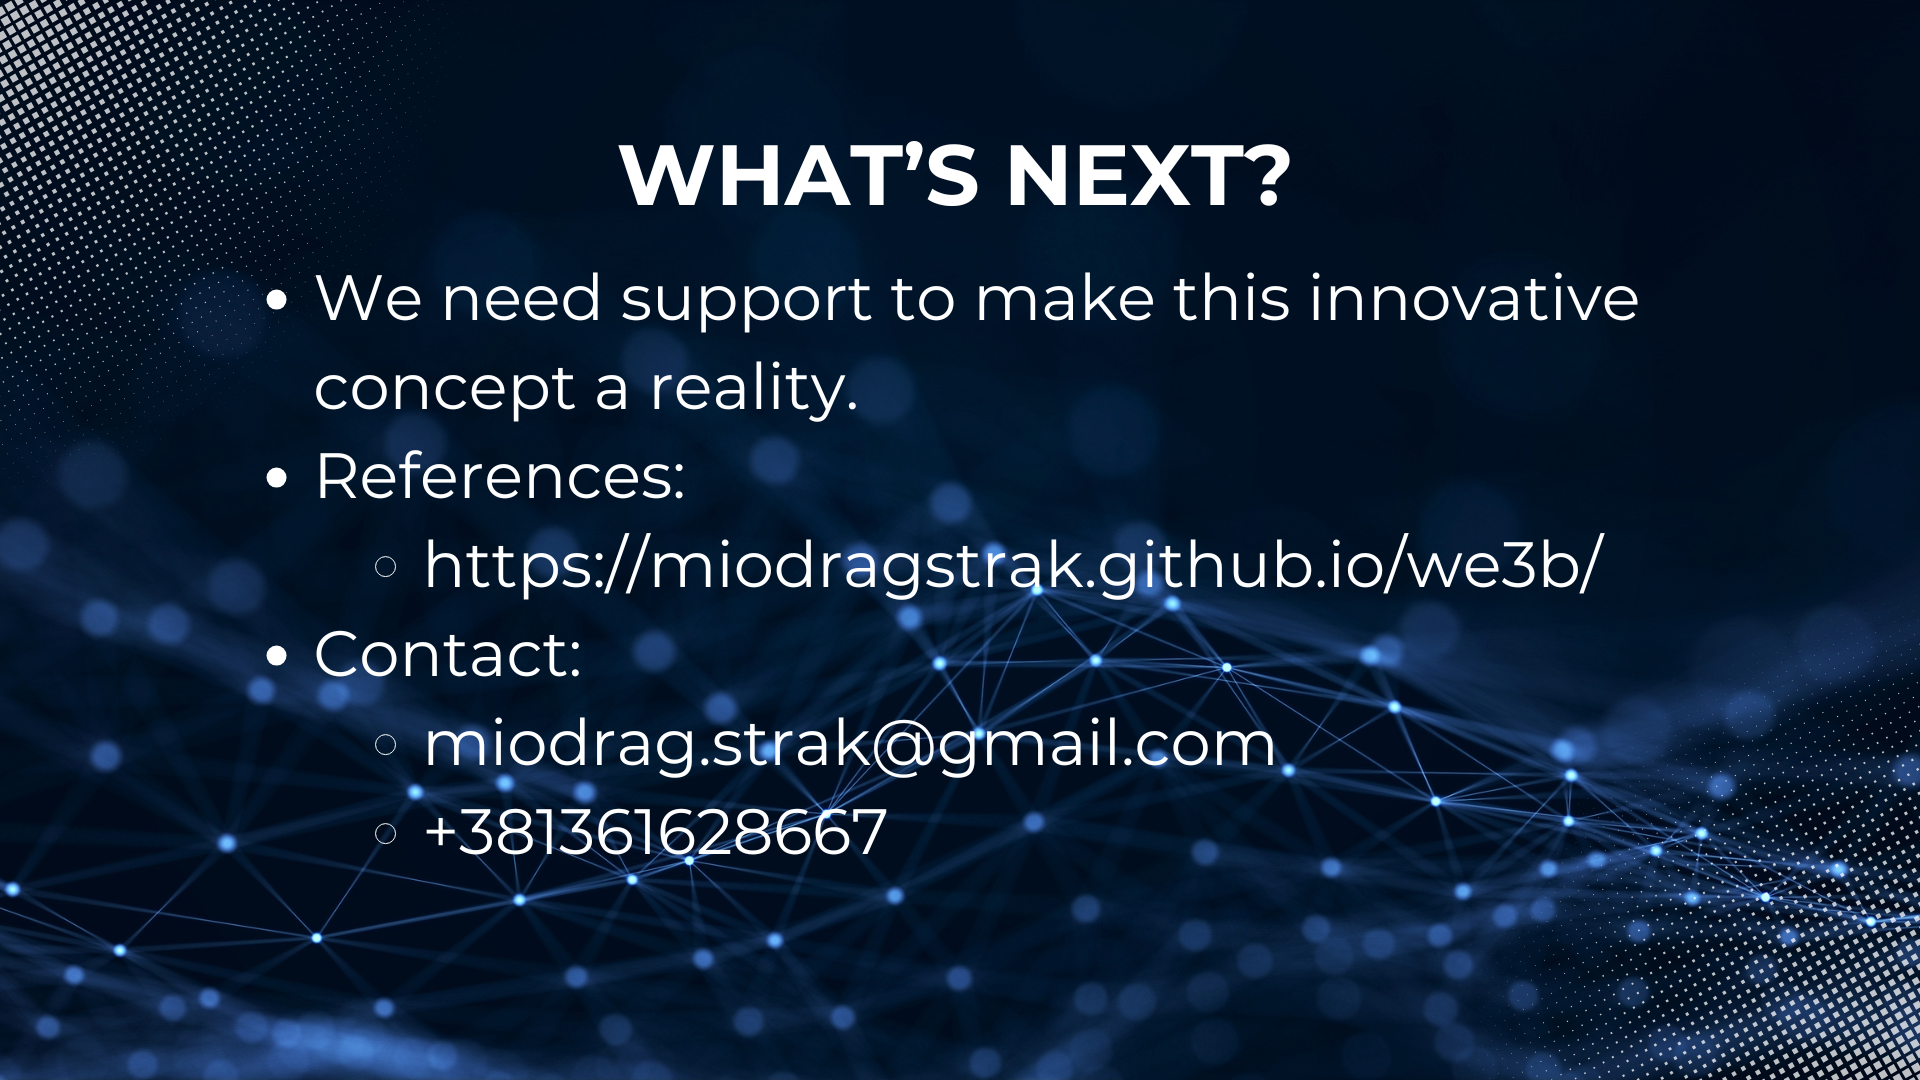 WHAT’S NEXT?
• We need support to make this innovative
concept a reality.
• References:
◦ https://miodragstrak.github.io/we3b/
• Contact:
◦ miodrag.strak@gmail.com
◦ +381361628667